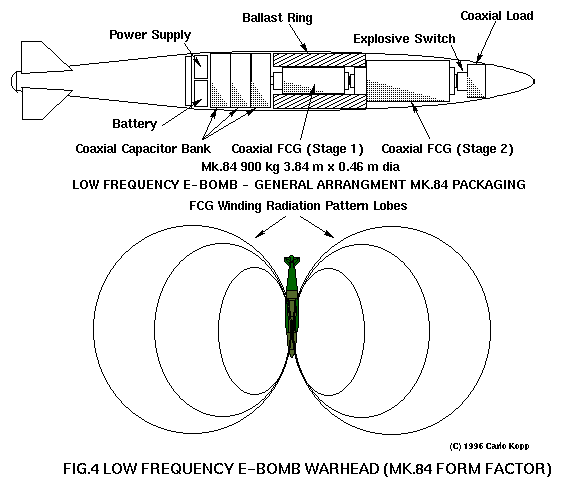 Ballast Ring
Coaxial Load
Power Supply
Explosive Switch
Battery
Coaxial Capacitor Bank
Coaxial FCG (Stage 1)
Coaxial FCG (Stage 2)
Mk.84 900 kg 3.84 m x 0.46 m dia
LOW FREQUENCY E-BOMB - GENERAL ARRANGMENT MK.84 PACKAGING
FCG Winding Radiation Pattern Lobes
(C) 1996 Carlo Kopp
FIG.4 LOW FREQUENCY E-BOMB WARHEAD (MK.84 FORM FACTOR)